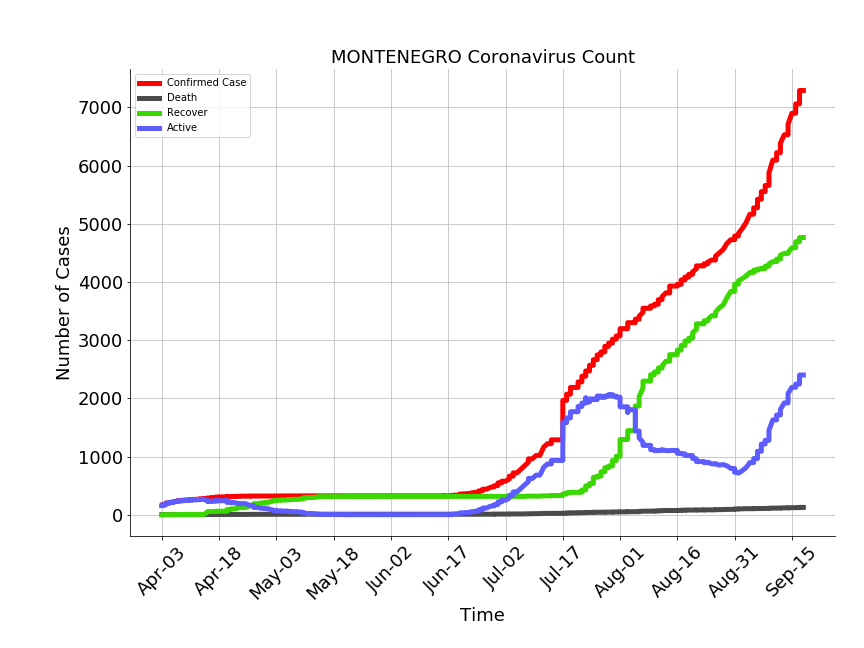 MONTENEGRO Coronavirus Count
Confirmed Case
Death
Recover
Active
Number of Cases
7000
6000
5000
4000
3000
2000
1000
0
Apr-03
Apr-18
May-03
May-18
Jun-02
Jun-17
Jul-02
Jul-17
Aug-01
Aug-16
Aug-31
Sep-15
Time